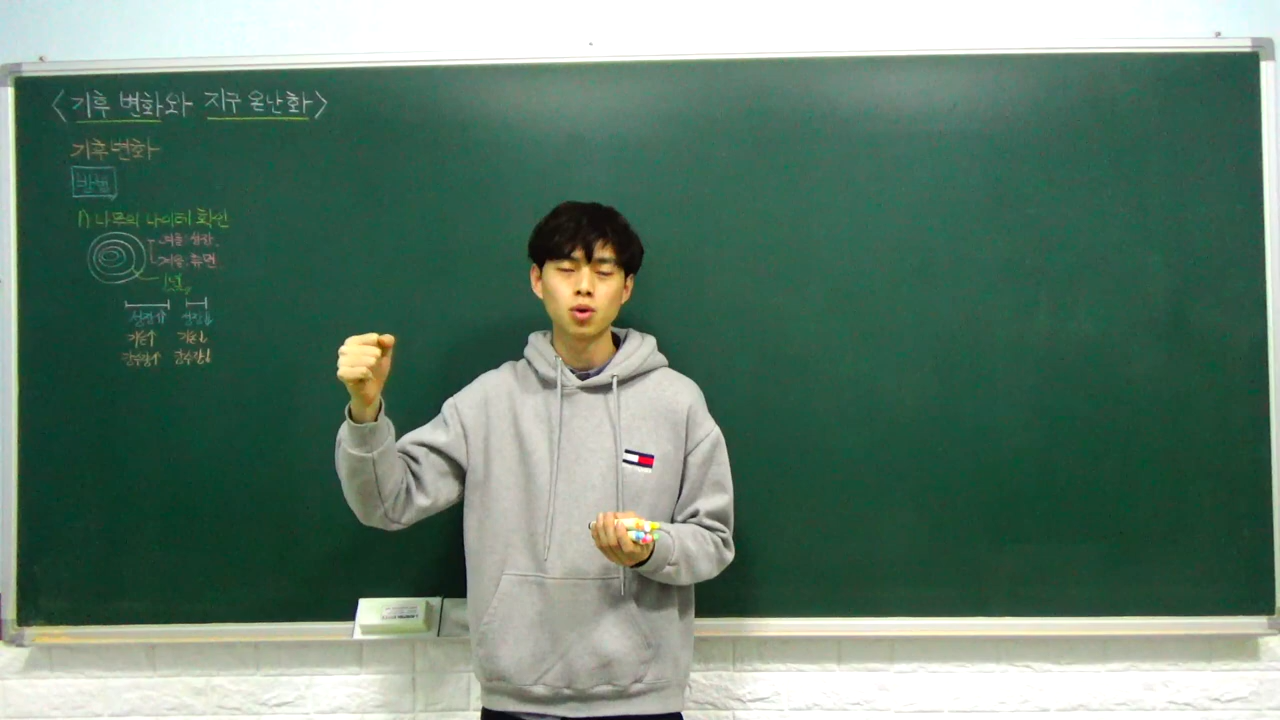 <기후 변화와 지구 온난화>
기후변화
방법
1) 나무의 나이테 확인
여름: 성장.
겨울: 휴면.
1년
성장↑ 성장↓
기온↑ 기온↓
강수량↑ 강수량↓